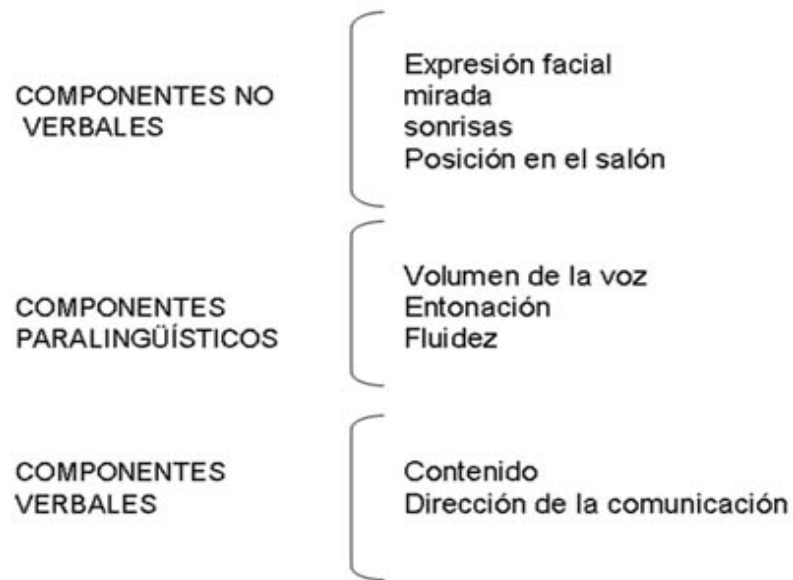 COMPONENTES NO
VERBALES
Expresión facial
mirada
sonrisas
Posición en el salón
COMPONENTES
PARALINGÜÍSTICOS
Volumen de la voz
Entonación
Fluidez
COMPONENTES
VERBALES
Contenido
Dirección de la comunicación